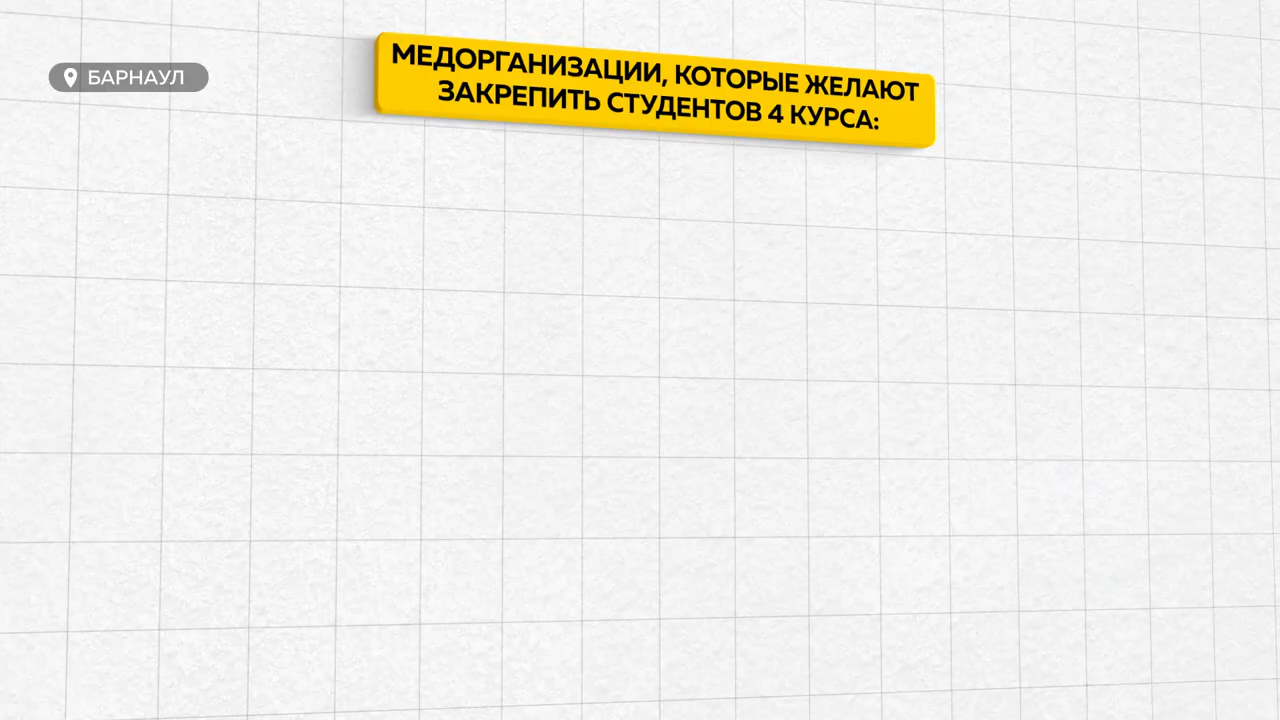 БАРНАУЛ
МЕДОРГАНИЗАЦИИ, КОТОРЫЕ ЖЕЛАЮТ
ЗАКРЕПИТЬ СТУДЕНТОВ 4 КУРСА: